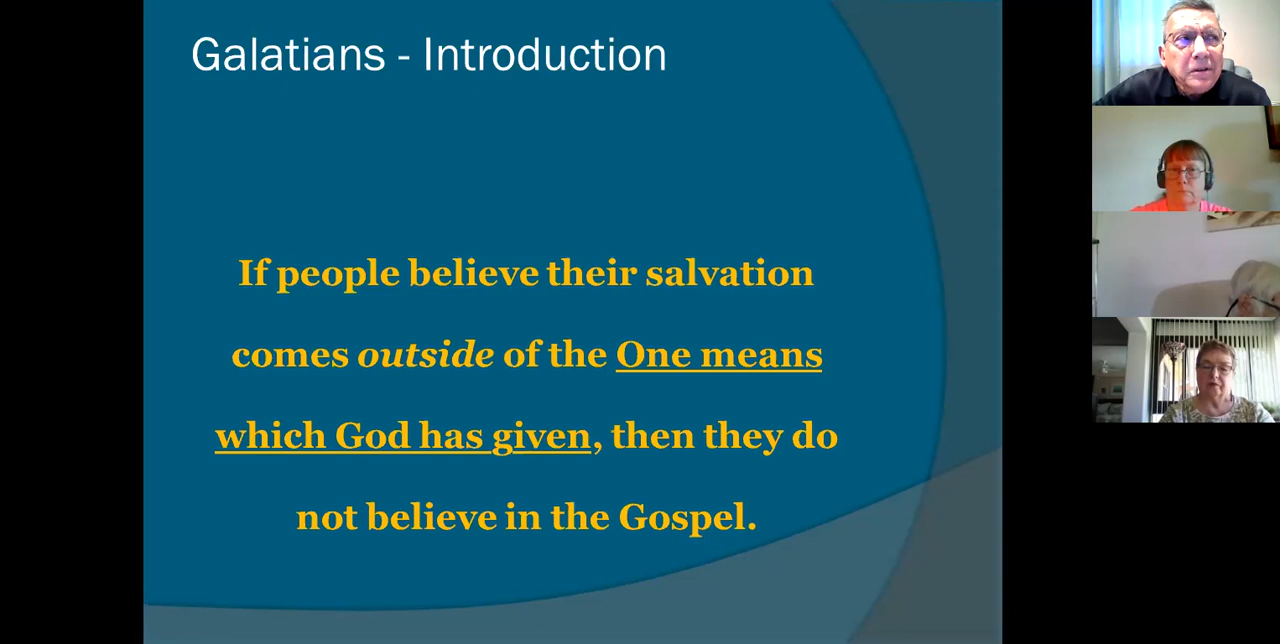 Galatians - Introduction
If people believe their salvation
comes outside of the One means
which God has given, then they do
not believe in the Gospel.